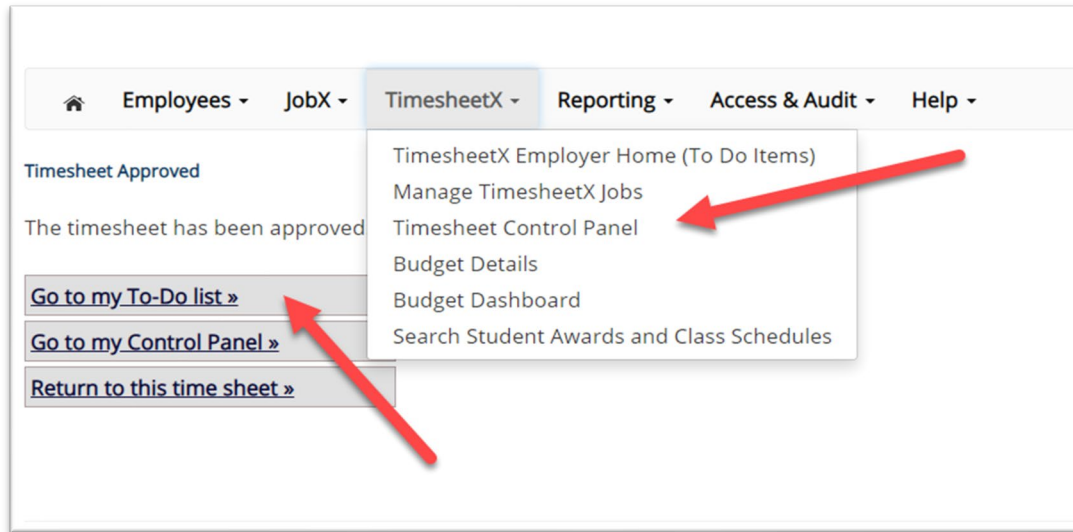 Employees JobX TimesheetX Reporting Access & Audit Help
Timesheet Approved
The timesheet has been approved
Go to my To-Do list »
Go to my Control Panel »
Return to this time sheet »
TimesheetX Employer Home (To Do Items)
Manage TimesheetX Jobs
Timesheet Control Panel
Budget Details
Budget Dashboard
Search Student Awards and Class Schedules